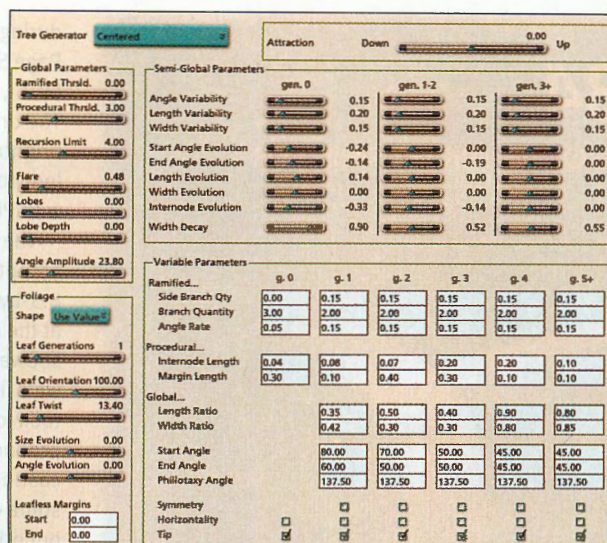 Tree Generator Centered
Attraction Down 0.00 Up
Global Parameters
Ramified Thrsld. 0.00
Procedural Thrsld. 3.00
Recursion Limit 4.00
Flare 0.48
Lobes 0.00
Lobe Depth 0.00
Angle Amplitude 23.80
Foliage
Shape Use Value
Leaf Generations 1
Leaf Orientation 100.00
Leaf Twist 13.40
Size Evolution 0.00
Angle Evolution 0.00
Leafless Margins
Start 0.00
End 0.00
Semi-Global Parameters
gen. 0 gen. 1-2 gen. 3+
Angle Variability 0.15 0.15 0.15
Length Variability 0.20 0.20 0.20
Width Variability 0.15 0.15 0.15
Start Angle Evolution -0.24 0.00 0.00
End Angle Evolution -0.14 -0.19 0.00
Length Evolution 0.14 0.00 0.00
Width Evolution 0.00 0.00 0.00
Internode Evolution -0.33 -0.14 0.00
Width Decay 0.90 0.52 0.55
Variable Parameters
g. 0 g. 1 g. 2 g. 3 g. 4 g. 5+
Ramified...
Side Branch Qty 0.00 0.15 0.15 0.15 0.15 0.15
Branch Quantity 3.00 2.00 2.00 2.00 2.00 2.00
Angle Rate 0.05 0.15 0.15 0.15 0.15 0.15
Procedural...
Internode Length 0.04 0.08 0.07 0.20 0.20 0.10
Margin Length 0.30 0.10 0.40 0.30 0.10 0.10
Global...
Length Ratio 0.35 0.50 0.40 0.90 0.80
Width Ratio 0.42 0.30 0.30 0.80 0.85
Start Angle 80.00 70.00 50.00 45.00 45.00
End Angle 60.00 50.00 50.00 45.00 45.00
Phillotaxy Angle 137.50 137.50 137.50 137.50 137.50
Symmetry
Horizontality
Tip